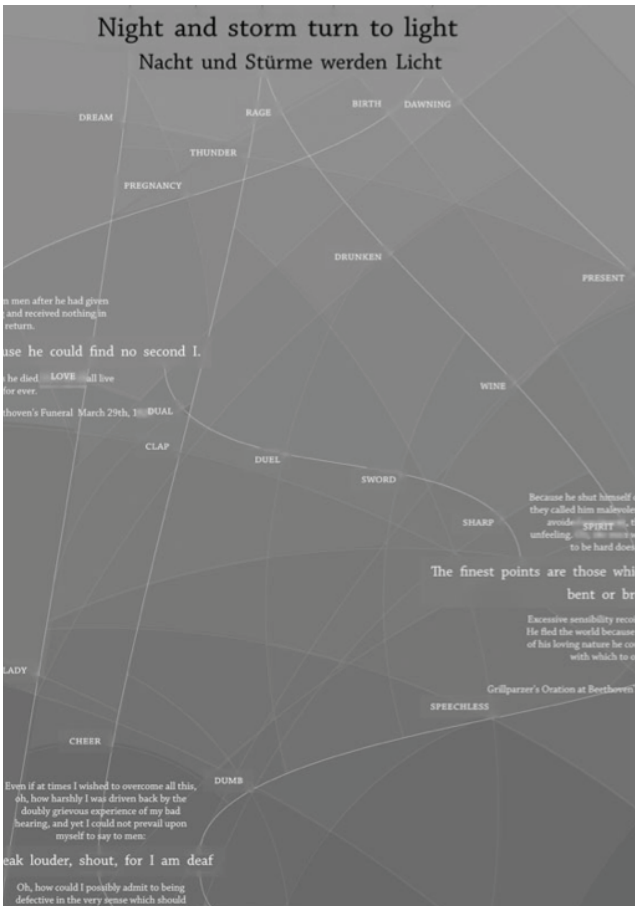 Night and storm turn to light
Nacht und Stürme werden Licht
BIRTH
DAWNING
RAGE
DREAM
THUNDER
PREGNANCY
DRUNKEN
PRESENT
n men after he had given
and received nothing in
return.
use he could find no second I.
he died LOVE all live
for ever.
thoven's Funeral March 29th, 1
DUAL
WINE
CLAP
DUEL
SWORD
Because he shut himself
they called him malevole
SHARP
avoide
SPIRIT
unfeeling.
to be hard doei
The finest points are those whi
bent or br
Excessive sensibility recoi
He fled the world because
of his loving nature he co
with which to o
LADY
Grillparzer's Oration at Beethoven'
SPEECHLESS
CHEER
DUMB
Even if at times I wished to overcome all this,
oh, how harshly I was driven back by the
doubly grievous experience of my bad
hearing, and yet I could not prevail upon
myself to say to men:
eak louder, shout, for I am deaf
Oh, how could I possibly admit to being
defective in the very sense which should